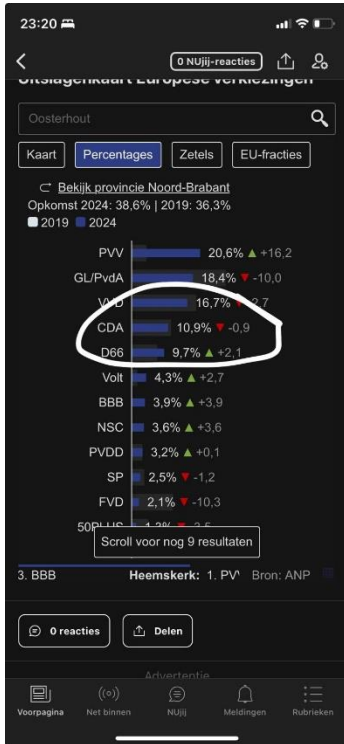 23:20
0 NUjij-reacties
Uitslagenkaart Europese verkiezingen
Oosterhout
Kaart Percentages Zetels EU-fracties
Bekijk provincie Noord-Brabant
Opkomst 2024: 38,6% | 2019: 36,3%
2019 2024
PVV 20,6% ▲ +16,2
GL/PvdA 18,4% ▼ -10,0
VVD 16,7% ▼ -2,7
CDA 10,9% ▼ -0,9
D66 9,7% ▲ +2,1
Volt 4,3% ▲ +2,7
BBB 3,9% ▲ +3,9
NSC 3,6% ▲ +3,6
PVDD 3,2% ▲ +0,1
SP 2,5% ▼ -1,2
FVD 2,1% ▼ -10,3
50PLUS
Scroll voor nog 9 resultaten
3. BBB Heemskerk: 1. PV Bron: ANP
0 reacties Delen
Advertentie
Voorpagina Net binnen NUjij Meldingen Rubrieken